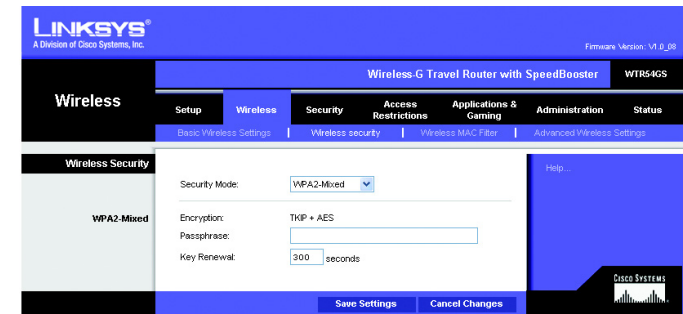 LINKSYS®
A Division of Cisco Systems, Inc.
Firmware Version: V1.0_08
Wireless-G Travel Router with SpeedBooster WTR54GS
Wireless
Setup Wireless Security Access Restrictions Applications & Gaming Administration Status
Basic Wireless Settings | Wireless security | Wireless MAC Filter | Advanced Wireless Settings
Wireless Security
Help...
Security Mode: WPA2-Mixed
WPA2-Mixed
Encryption: TKIP + AES
Passphrase:
Key Renewal: 300 seconds
CISCO SYSTEMS
Save Settings Cancel Changes